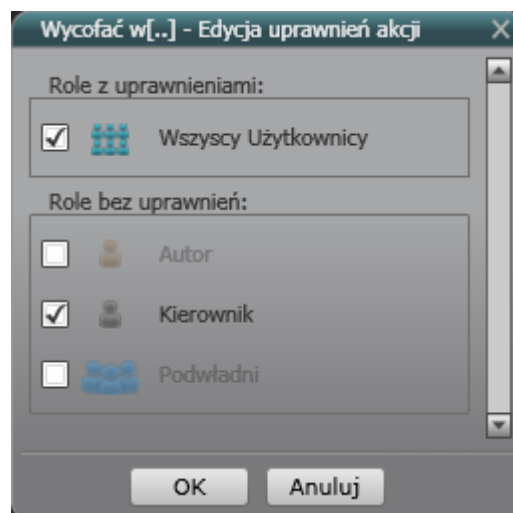 Wycofać w[..] - Edycja uprawnień akcji
Role z uprawnieniami:
Wszyscy Użytkownicy
Role bez uprawnień:
Autor
Kierownik
Podwładni
OK Anuluj